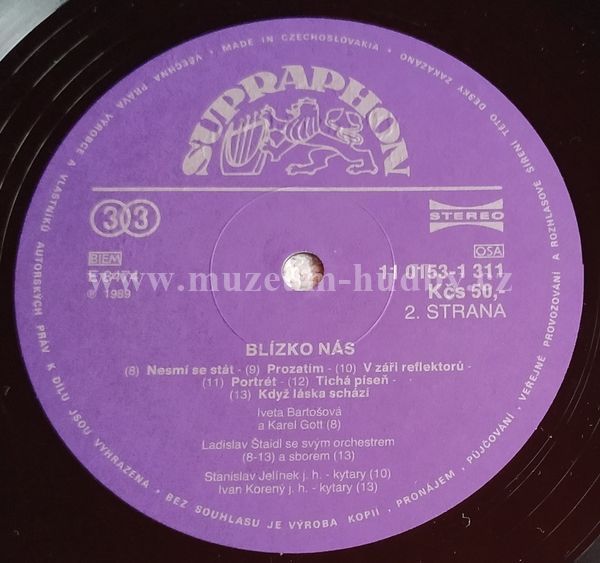 VŠECHNA PRÁVA VÝROBCE A VLASTNÍKŮ AUTORSKÝCH PRÁV K DÍLU JSOU VYHRAZENA • BEZ SOUHLASU JE VÝROBA KOPIÍ, PRONÁJEM, PŮJČOVÁNÍ, VEŘEJNÉ PROVOZOVÁNÍ A ROZHLASOVÉ ŠÍŘENÍ TÉTO DESKY ZAKÁZÁNO • MADE IN CZECHOSLOVAKIA •
SUPRAPHON
33
STEREO
BIEM
OSA
℗ 1989
11 0153-1 311
www.muzeum-hudby.cz
Kčs 50,-
2. STRANA
BLÍZKO NÁS
(8) Nesmí se stát - (9) Prozatím - (10) V záři reflektorů -
(11) Portrét - (12) Tichá píseň -
(13) Když láska schází
Iveta Bartošová
a Karel Gott (8)
Ladislav Štaidl se svým orchestrem
(8-13) a sborem (13)
Stanislav Jelínek j. h. - kytary (10)
Ivan Korený j. h. - kytary (13)